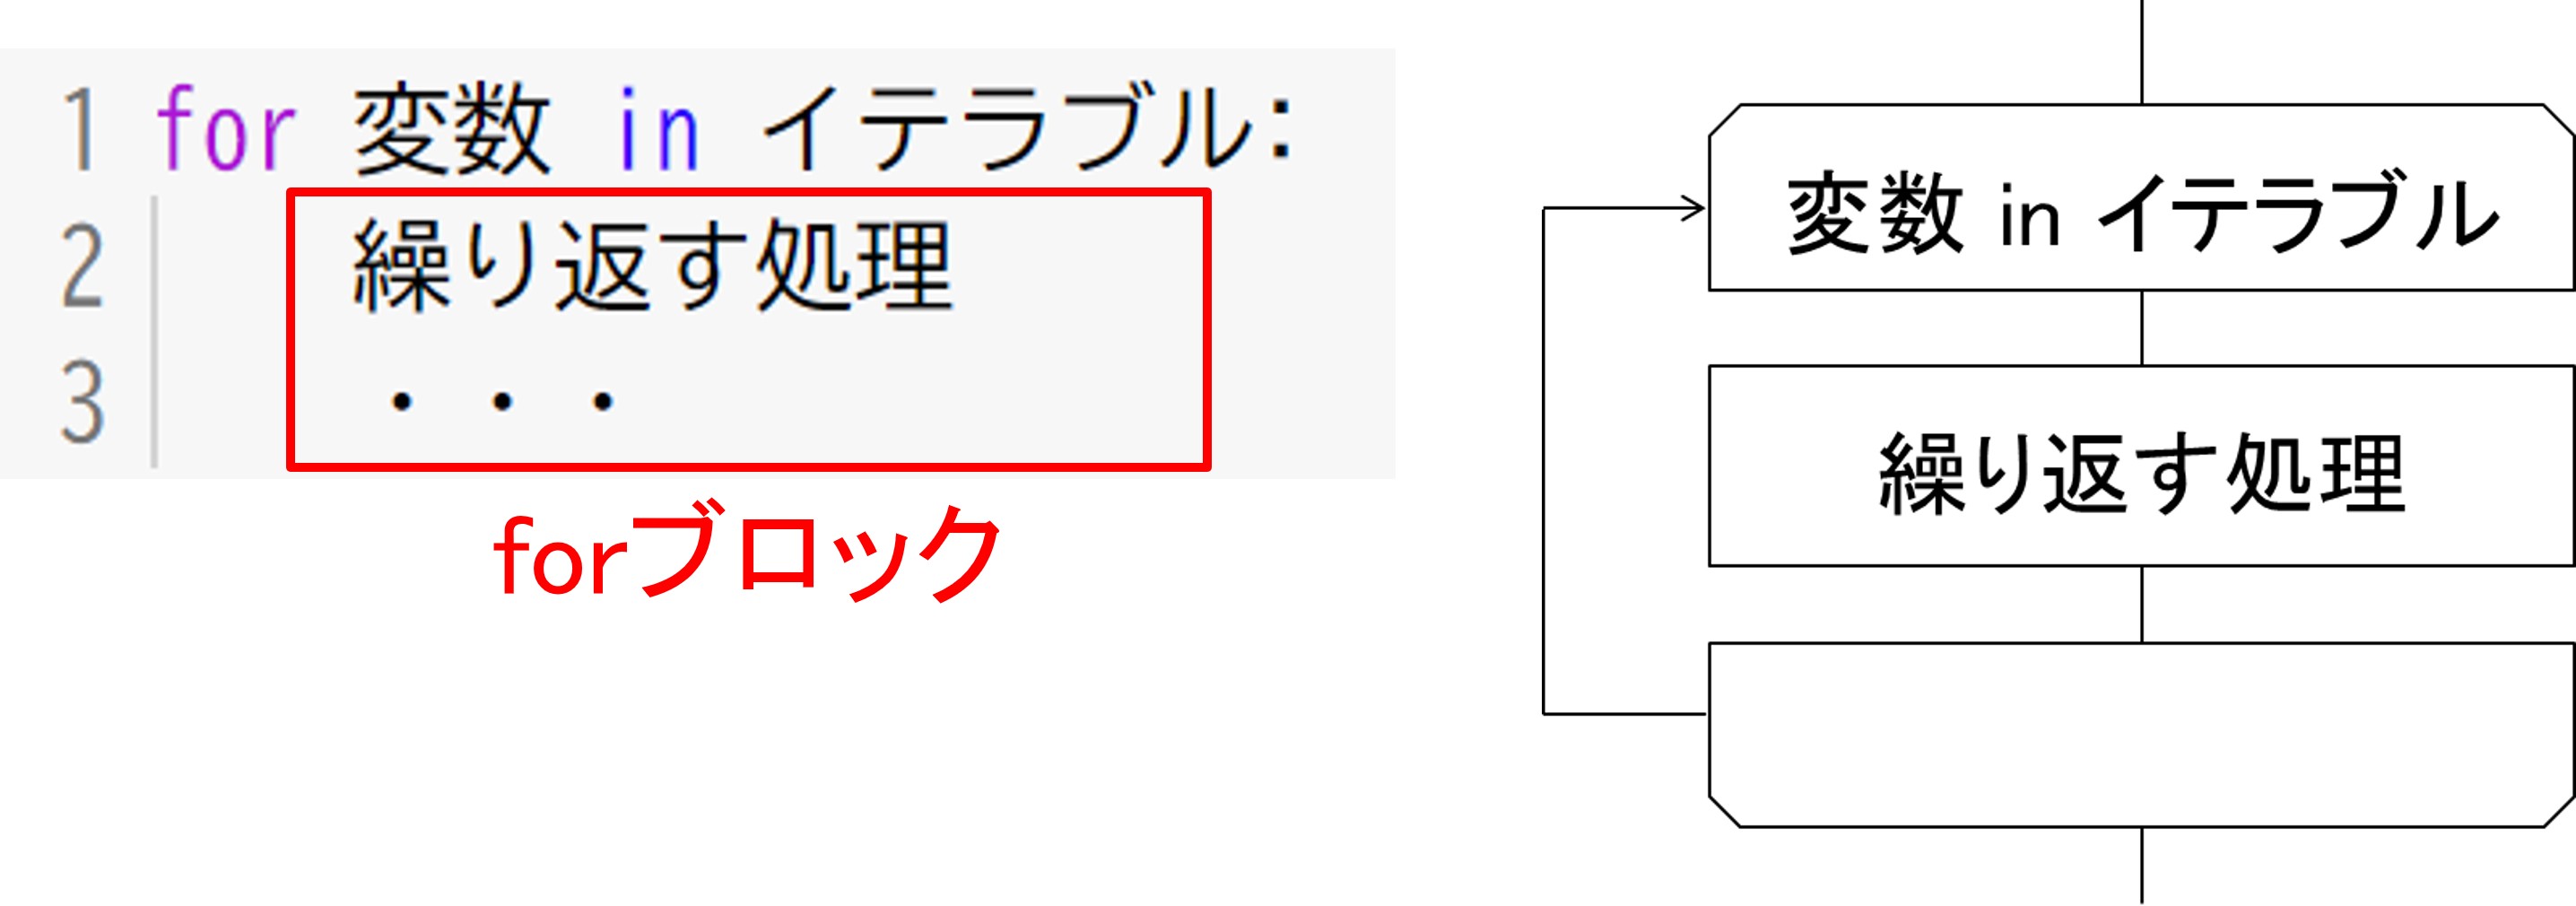 1 for 変数 in イテラブル:
2 繰り返す処理
3 ・・・
forブロック
変数 in イテラブル
繰り返す処理